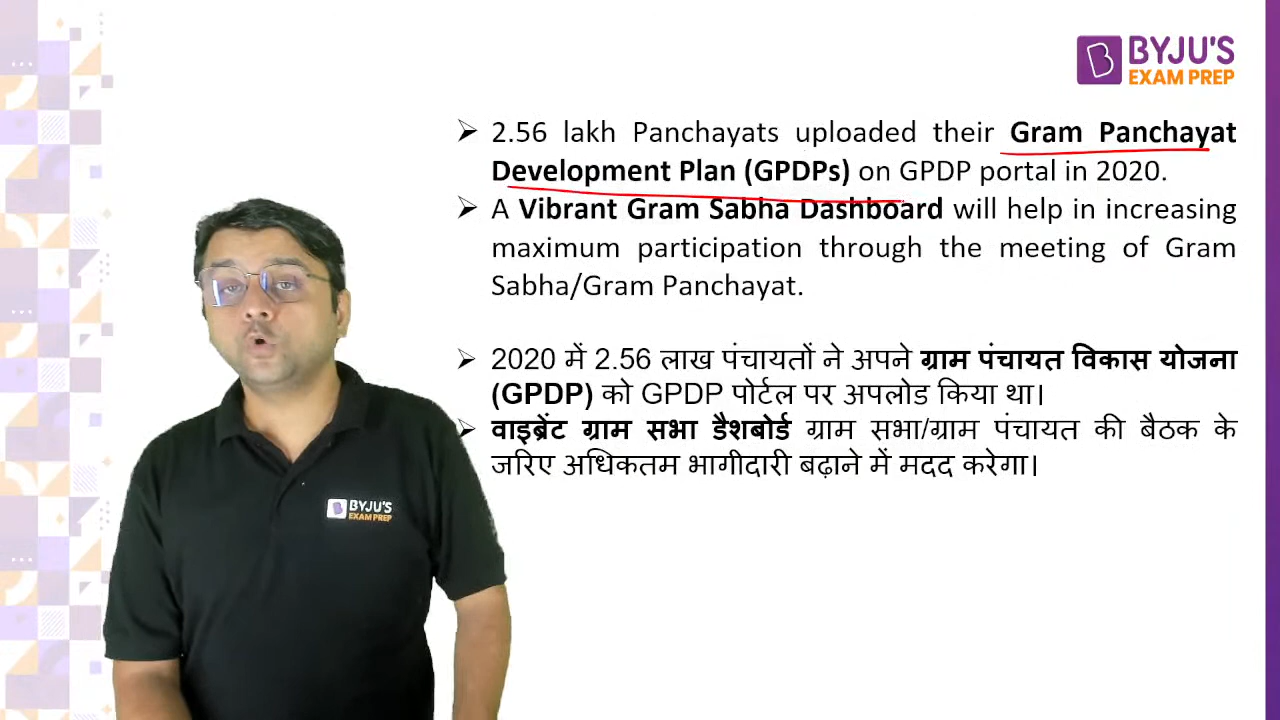 BYJU'S
EXAM PREP
➢ 2.56 lakh Panchayats uploaded their Gram Panchayat
Development Plan (GPDPs) on GPDP portal in 2020.
➢ A Vibrant Gram Sabha Dashboard will help in increasing
maximum participation through the meeting of Gram
Sabha/Gram Panchayat.
➢ 2020 में 2.56 लाख पंचायतों ने अपने ग्राम पंचायत विकास योजना
(GPDP) को GPDP पोर्टल पर अपलोड किया था।
➢ वाइब्रेंट ग्राम सभा डैशबोर्ड ग्राम सभा/ग्राम पंचायत की बैठक के
जरिए अधिकतम भागीदारी बढ़ाने में मदद करेगा।
BYJU'S
EXAM PREP